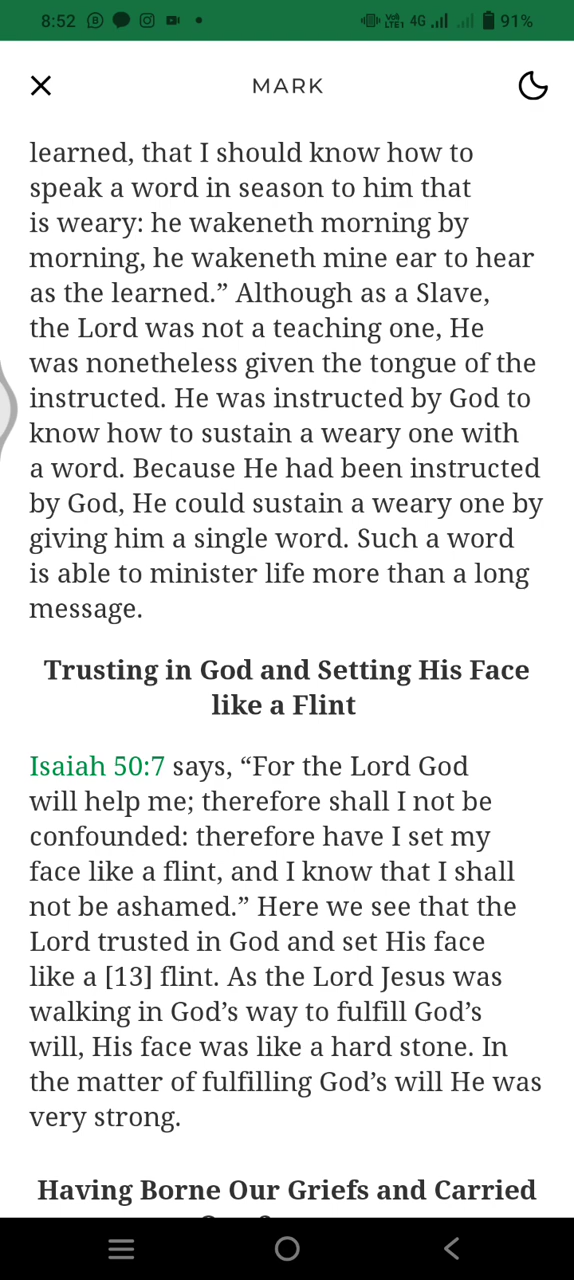 8:52
VoLTE1 4G 91%
MARK
learned, that I should know how to
speak a word in season to him that
is weary: he wakeneth morning by
morning, he wakeneth mine ear to hear
as the learned.” Although as a Slave,
the Lord was not a teaching one, He
was nonetheless given the tongue of the
instructed. He was instructed by God to
know how to sustain a weary one with
a word. Because He had been instructed
by God, He could sustain a weary one by
giving him a single word. Such a word
is able to minister life more than a long
message.
Trusting in God and Setting His Face
like a Flint
Isaiah 50:7 says, “For the Lord God
will help me; therefore shall I not be
confounded: therefore have I set my
face like a flint, and I know that I shall
not be ashamed.” Here we see that the
Lord trusted in God and set His face
like a [13] flint. As the Lord Jesus was
walking in God’s way to fulfill God’s
will, His face was like a hard stone. In
the matter of fulfilling God’s will He was
very strong.
Having Borne Our Griefs and Carried